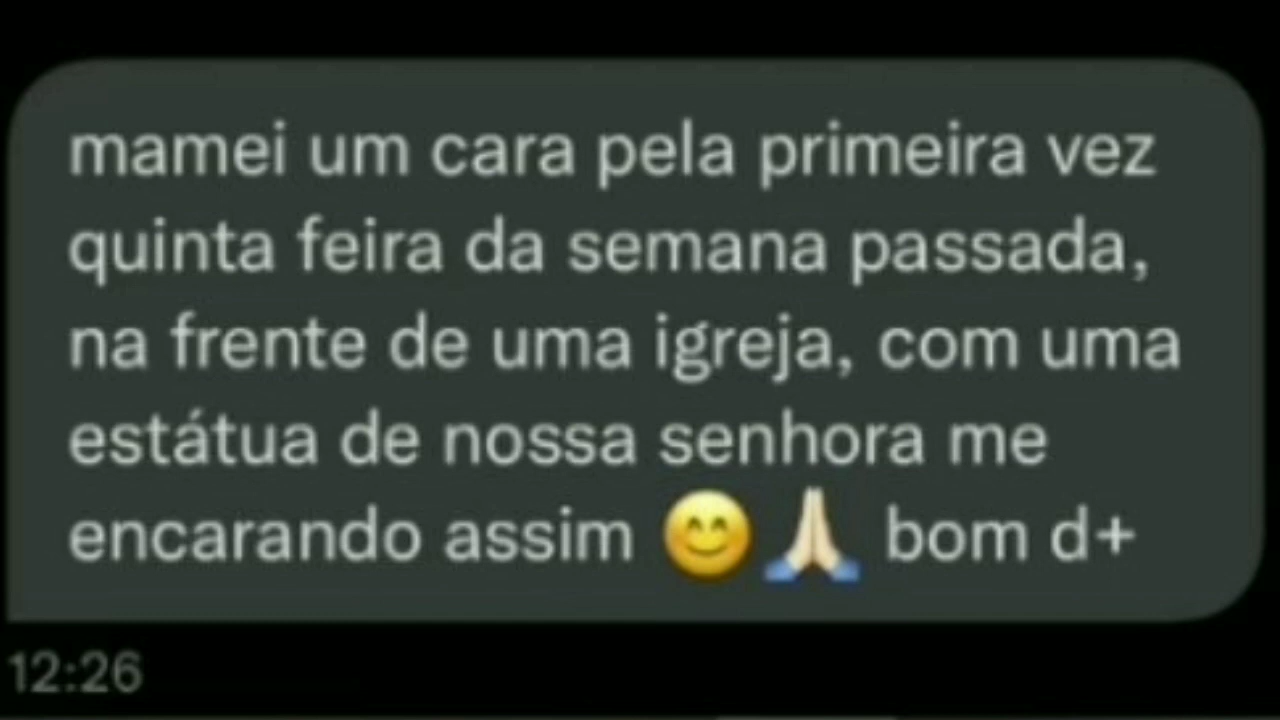 mamei um cara pela primeira vez
quinta feira da semana passada,
na frente de uma igreja, com uma
estátua de nossa senhora me
encarando assim 😊🙏🏻 bom d+
12:26